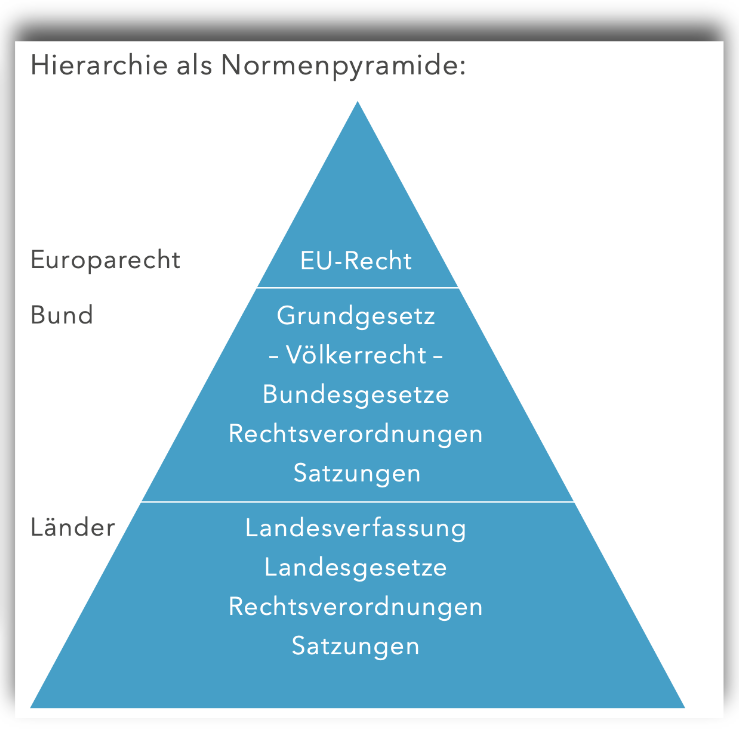 Hierarchie als Normenpyramide:
Europarecht
EU-Recht
Bund
Grundgesetz
– Völkerrecht –
Bundesgesetze
Rechtsverordnungen
Satzungen
Länder
Landesverfassung
Landesgesetze
Rechtsverordnungen
Satzungen